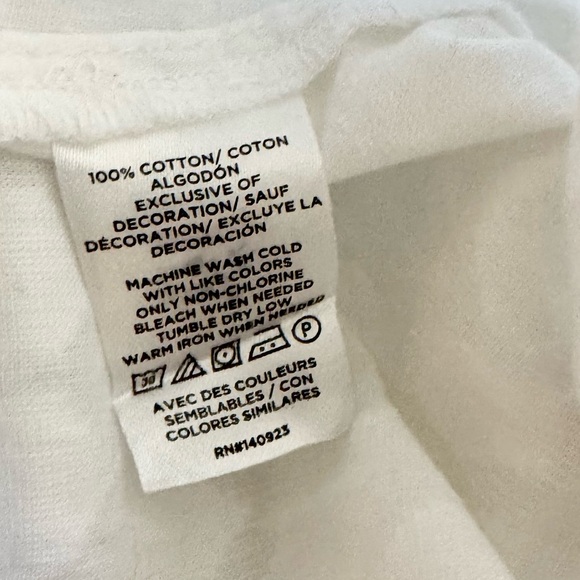 100% COTTON/ COTON
ALGODÓN
EXCLUSIVE OF
DECORATION/ SAUF
DÉCORATION/ EXCLUYE LA
DECORACIÓN
MACHINE WASH COLD
WITH LIKE COLORS
ONLY NON-CHLORINE
BLEACH WHEN NEEDED
TUMBLE DRY LOW
WARM IRON WHEN NEEDED
30 P
AVEC DES COULEURS
SEMBLABLES / CON
COLORES SIMILARES
RN#140923